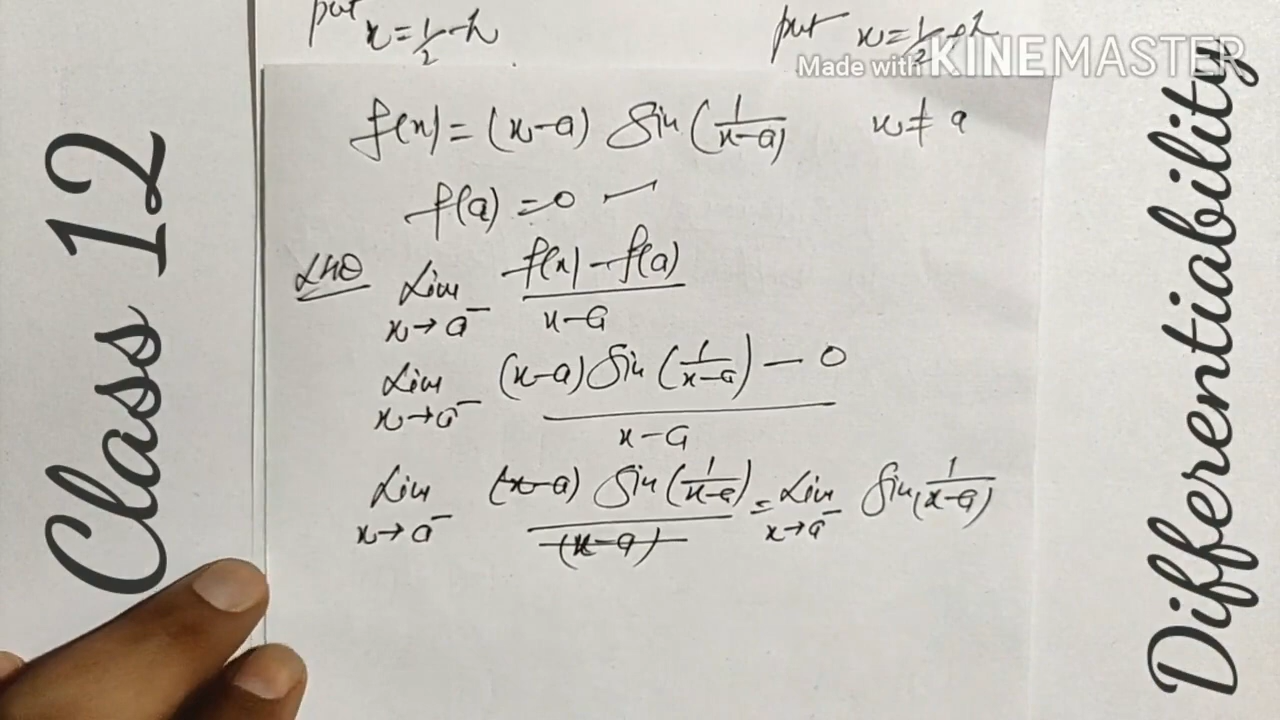 put x = 1/2 - h
put x = 1/2 + h
Made with KINEMASTER
Class 12
Differentiability
f(x) = (x-a) Sin (1/(x-a) x ≠ a
f(a) = 0
LHD Lim x→a⁻ (f(x) - f(a))/(x-a)
Lim x→a⁻ ((x-a) Sin (1/(x-a)) - 0)/(x-a)
Lim x→a⁻ ((x-a) Sin (1/(x-a)))/(x-a) = Lim x→a⁻ Sin (1/(x-a))